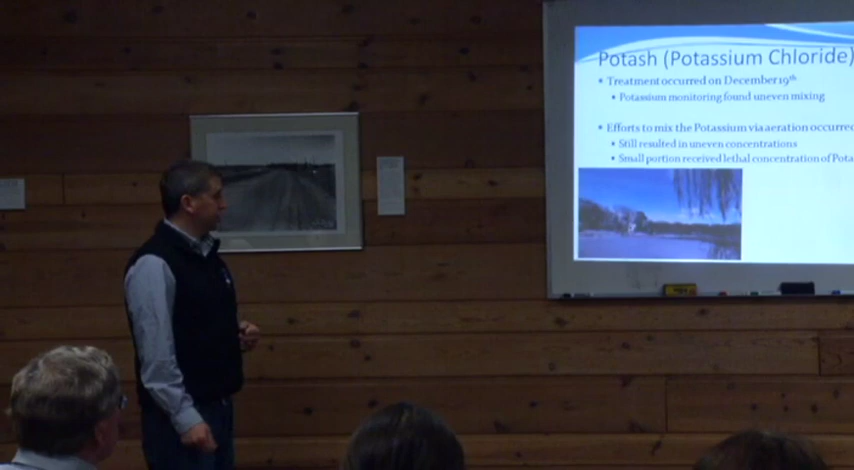 Potash (Potassium Chloride)
• Treatment occurred on December 19th
• Potassium monitoring found uneven mixing
• Efforts to mix the Potassium via aeration occurred
• Still resulted in uneven concentrations
• Small portion received lethal concentration of Pota